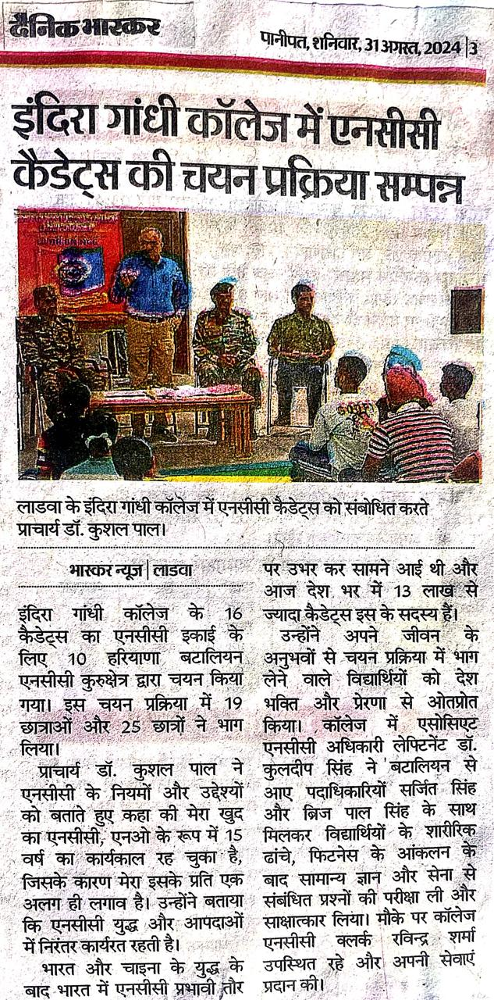 दैनिक भास्कर
पानीपत, शनिवार, 31 अगस्त, 2024 | 3
इंदिरा गांधी कॉलेज में एनसीसी
कैडेट्स की चयन प्रक्रिया सम्पन्न
लाडवा के इंदिरा गांधी कॉलेज में एनसीसी कैडेट्स को संबोधित करते
प्राचार्य डॉ. कुशल पाल।
भास्कर न्यूज | लाडवा
इंदिरा गांधी कॉलेज के 16
कैडेट्स का एनसीसी इकाई के
लिए 10 हरियाणा बटालियन
एनसीसी कुरुक्षेत्र द्वारा चयन किया
गया। इस चयन प्रक्रिया में 19
छात्राओं और 25 छात्रों ने भाग
लिया।
प्राचार्य डॉ. कुशल पाल ने
एनसीसी के नियमों और उद्देश्यों
को बताते हुए कहा की मेरा खुद
का एनसीसी, एनओ के रूप में 15
वर्ष का कार्यकाल रह चुका है,
जिसके कारण मेरा इसके प्रति एक
अलग ही लगाव है। उन्होंने बताया
कि एनसीसी युद्ध और आपदाओं
में निरंतर कार्यरत रहती है।
भारत और चाइना के युद्ध के
बाद भारत में एनसीसी प्रभावी तौर
पर उभर कर सामने आई थी और
आज देश भर में 13 लाख से
ज्यादा कैडेट्स इस के सदस्य हैं।
उन्होंने अपने जीवन के
अनुभवों से चयन प्रक्रिया में भाग
लेने वाले विद्यार्थियों को देश
भक्ति और प्रेरणा से ओतप्रोत
किया। कॉलेज में एसोसिएट
एनसीसी अधिकारी लेफ्टिनेंट डॉ.
कुलदीप सिंह ने बटालियन से
आए पदाधिकारियों सर्जित सिंह
और ब्रिज पाल सिंह के साथ
मिलकर विद्यार्थियों के शारीरिक
ढांचे, फिटनेस के आंकलन के
बाद सामान्य ज्ञान और सेना से
संबंधित प्रश्नों की परीक्षा ली और
साक्षात्कार लिया। मौके पर कॉलेज
एनसीसी क्लर्क रविन्द्र शर्मा
उपस्थित रहे और अपनी सेवाएं
प्रदान की।